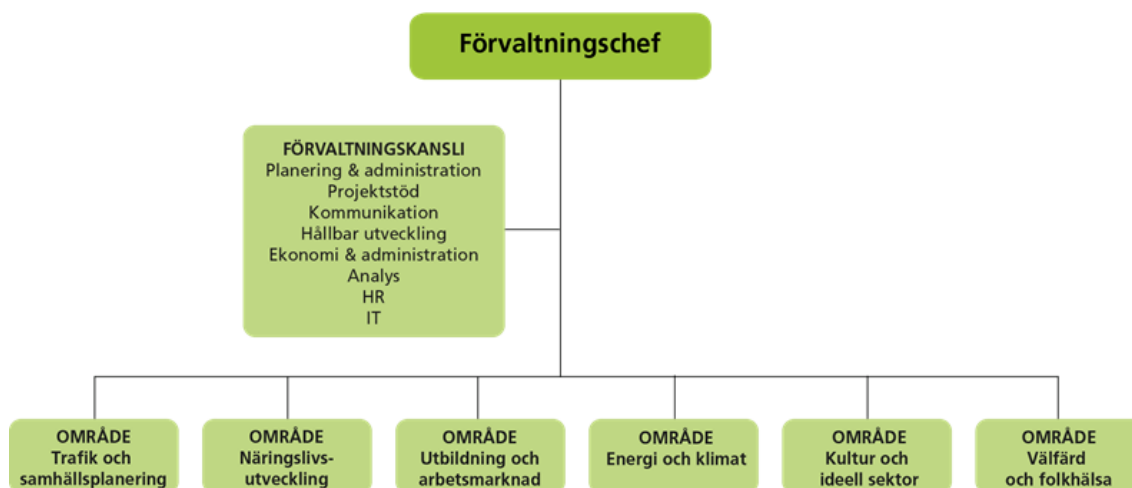 Förvaltningschef
FÖRVALTNINGSKANSLI
Planering & administration
Projektstöd
Kommunikation
Hållbar utveckling
Ekonomi & administration
Analys
HR
IT
OMRÅDE
Trafik och
samhällsplanering
OMRÅDE
Näringslivs-
utveckling
OMRÅDE
Utbildning och
arbetsmarknad
OMRÅDE
Energi och klimat
OMRÅDE
Kultur och
ideell sektor
OMRÅDE
Välfärd
och folkhälsa